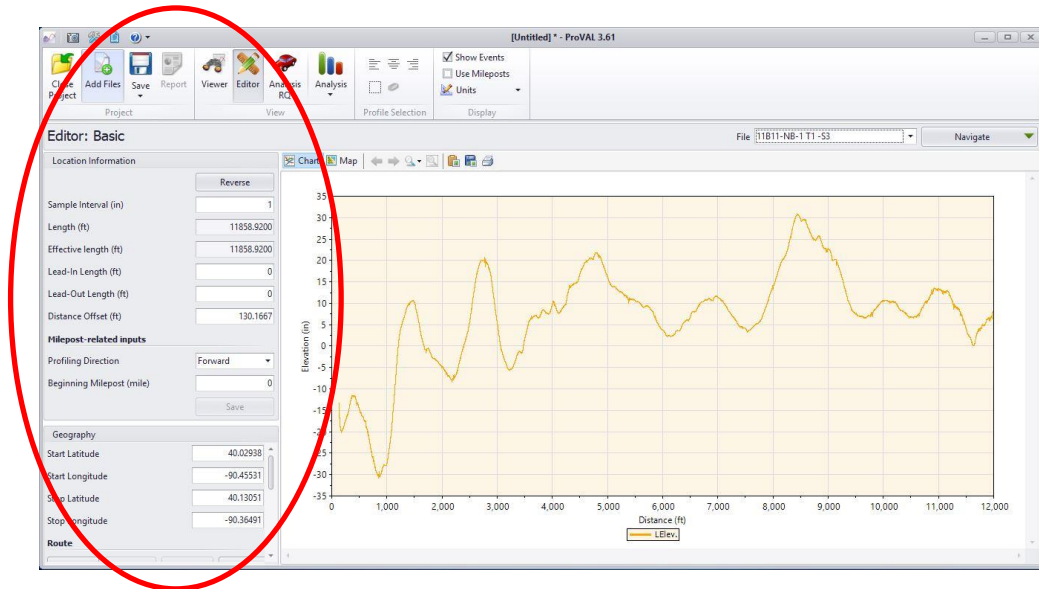 [Untitled] * - ProVAL 3.61
Close Project
Add Files
Save
Report
Viewer
Editor
Analysis
Analysis
Show Events
Use Mileposts
Units
Project
View
Profile Selection
Display
Editor: Basic
File 11B11-NB-1 T1 -S3
Navigate
Location Information
Chart
Map
Reverse
Sample Interval (in) 1
Length (ft) 11858.9200
Effective length (ft) 11858.9200
Lead-In Length (ft) 0
Lead-Out Length (ft) 0
Distance Offset (ft) 130.1667
Milepost-related inputs
Profiling Direction Forward
Beginning Milepost (mile) 0
Save
Geography
Start Latitude 40.02938
Start Longitude -90.45531
Stop Latitude 40.13051
Stop Longitude -90.36491
Route
35
30
25
20
15
10
5
0
-5
-10
-15
-20
-25
-30
-35
Elevation (in)
0 1,000 2,000 3,000 4,000 5,000 6,000 7,000 8,000 9,000 10,000 11,000 12,000
Distance (ft)
LElev.